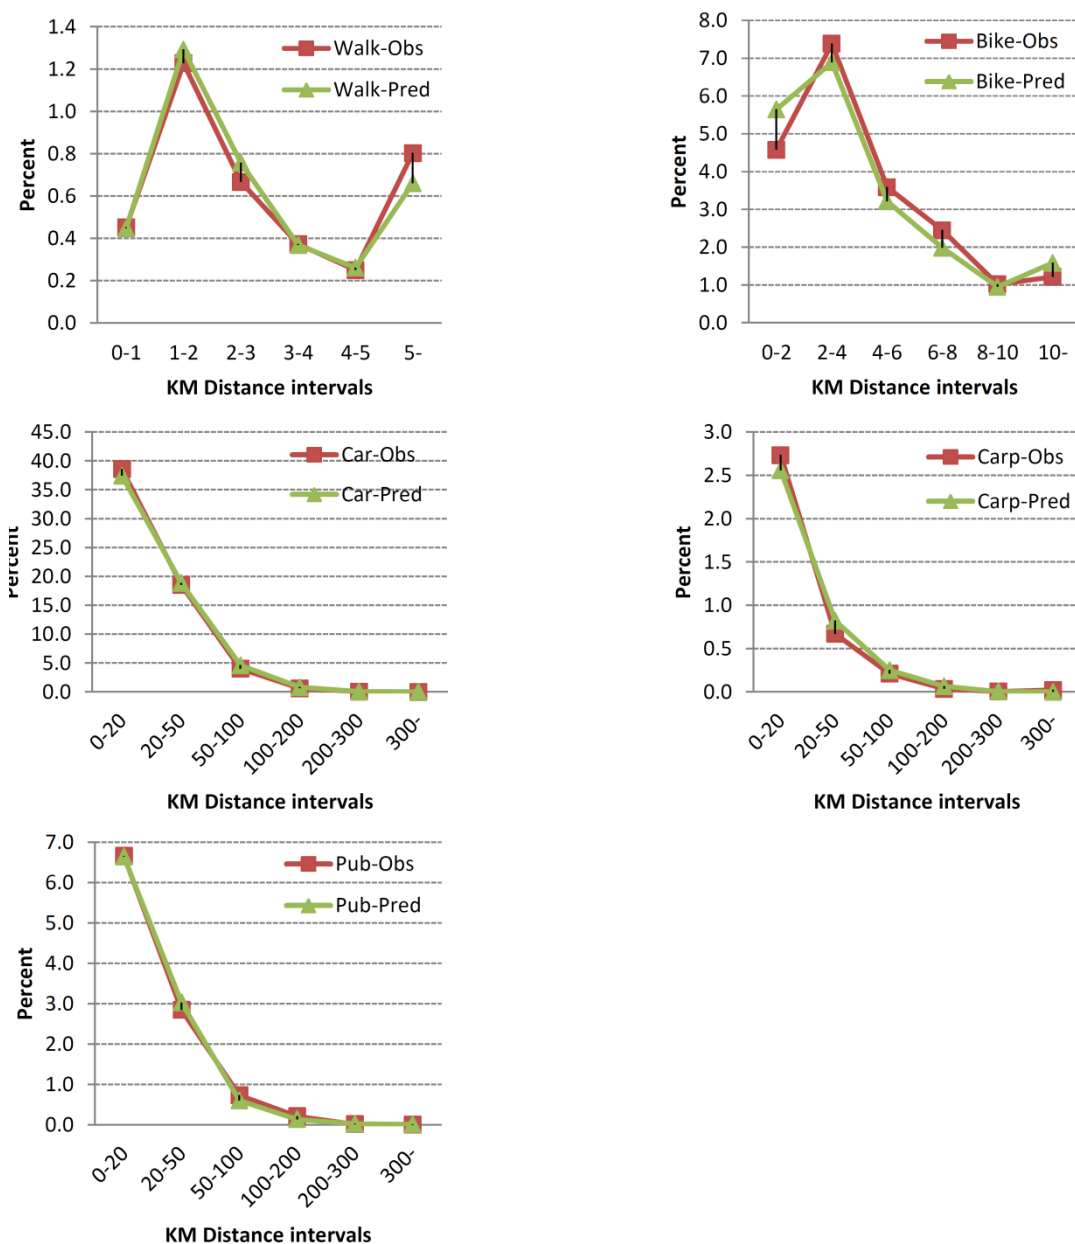 1.4
1.2
1.0
0.8
0.6
0.4
0.2
0.0
Percent
Walk-Obs
Walk-Pred
0-1 1-2 2-3 3-4 4-5 5-
KM Distance intervals
8.0
7.0
6.0
5.0
4.0
3.0
2.0
1.0
0.0
Percent
Bike-Obs
Bike-Pred
0-2 2-4 4-6 6-8 8-10 10-
KM Distance intervals
45.0
40.0
35.0
30.0
25.0
20.0
15.0
10.0
5.0
0.0
Percent
Car-Obs
Car-Pred
0-20 20-50 50-100 100-200 200-300 300-
KM Distance intervals
3.0
2.5
2.0
1.5
1.0
0.5
0.0
Percent
Carp-Obs
Carp-Pred
0-20 20-50 50-100 100-200 200-300 300-
KM Distance intervals
7.0
6.0
5.0
4.0
3.0
2.0
1.0
0.0
Percent
Pub-Obs
Pub-Pred
0-20 20-50 50-100 100-200 200-300 300-
KM Distance intervals